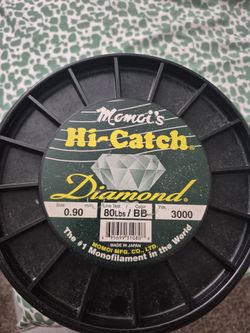 Momoi's
Hi-Catch®
Diamond®
Size mm Line Test / Color Yds.
0.90 80Lbs / BB 3000
MADE IN JAPAN
MOMOI MFG. CO., LTD.
The #1 Monofilament in the World